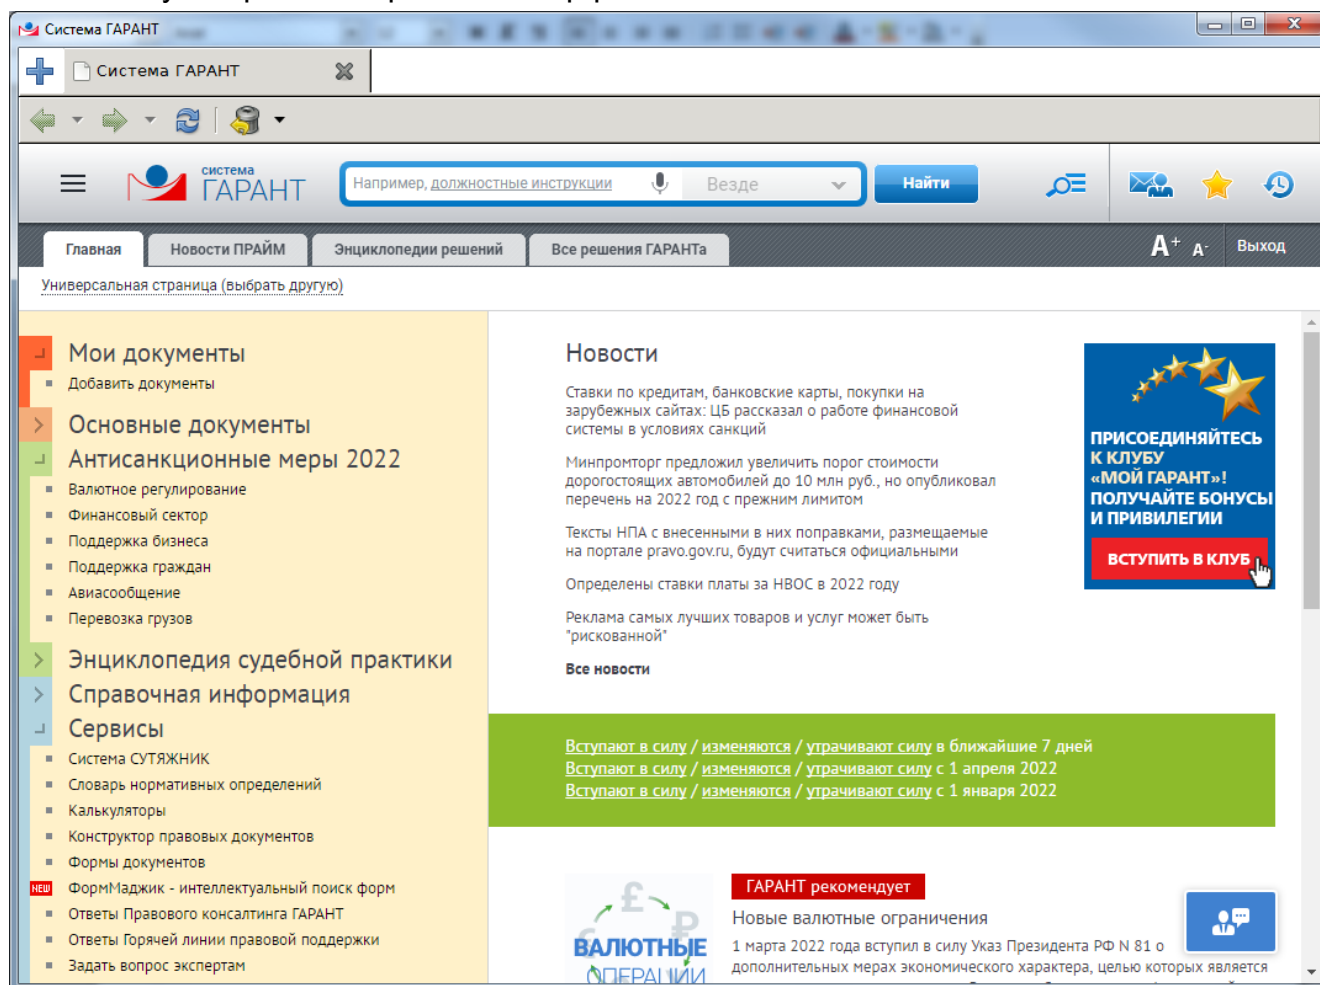 Система ГАРАНТ
Система ГАРАНТ
система
ГАРАНТ
Например, должностные инструкции
Везде
Найти
Главная
Новости ПРАЙМ
Энциклопедии решений
Все решения ГАРАНТа
A+ A-
Выход
Универсальная страница (выбрать другую)
Мои документы
Добавить документы
Основные документы
Антисанкционные меры 2022
Валютное регулирование
Финансовый сектор
Поддержка бизнеса
Поддержка граждан
Авиасообщение
Перевозка грузов
Энциклопедия судебной практики
Справочная информация
Сервисы
Система СУТЯЖНИК
Словарь нормативных определений
Калькуляторы
Конструктор правовых документов
Формы документов
NEW ФормМаджик - интеллектуальный поиск форм
Ответы Правового консалтинга ГАРАНТ
Ответы Горячей линии правовой поддержки
Задать вопрос экспертам
Новости
Ставки по кредитам, банковские карты, покупки на
зарубежных сайтах: ЦБ рассказал о работе финансовой
системы в условиях санкций
Минпромторг предложил увеличить порог стоимости
дорогостоящих автомобилей до 10 млн руб., но опубликовал
перечень на 2022 год с прежним лимитом
Тексты НПА с внесенными в них поправками, размещаемые
на портале pravo.gov.ru, будут считаться официальными
Определены ставки платы за НВОС в 2022 году
Реклама самых лучших товаров и услуг может быть
"рискованной"
Все новости
ПРИСОЕДИНЯЙТЕСЬ
К КЛУБУ
«МОЙ ГАРАНТ»!
ПОЛУЧАЙТЕ БОНУСЫ
И ПРИВИЛЕГИИ
ВСТУПИТЬ В КЛУБ
Вступают в силу / изменяются / утрачивают силу в ближайшие 7 дней
Вступают в силу / изменяются / утрачивают силу с 1 апреля 2022
Вступают в силу / изменяются / утрачивают силу с 1 января 2022
ВАЛЮТНЫЕ
ОПЕРАЦИИ
ГАРАНТ рекомендует
Новые валютные ограничения
1 марта 2022 года вступил в силу Указ Президента РФ N 81 о
дополнительных мерах экономического характера, целью которых является